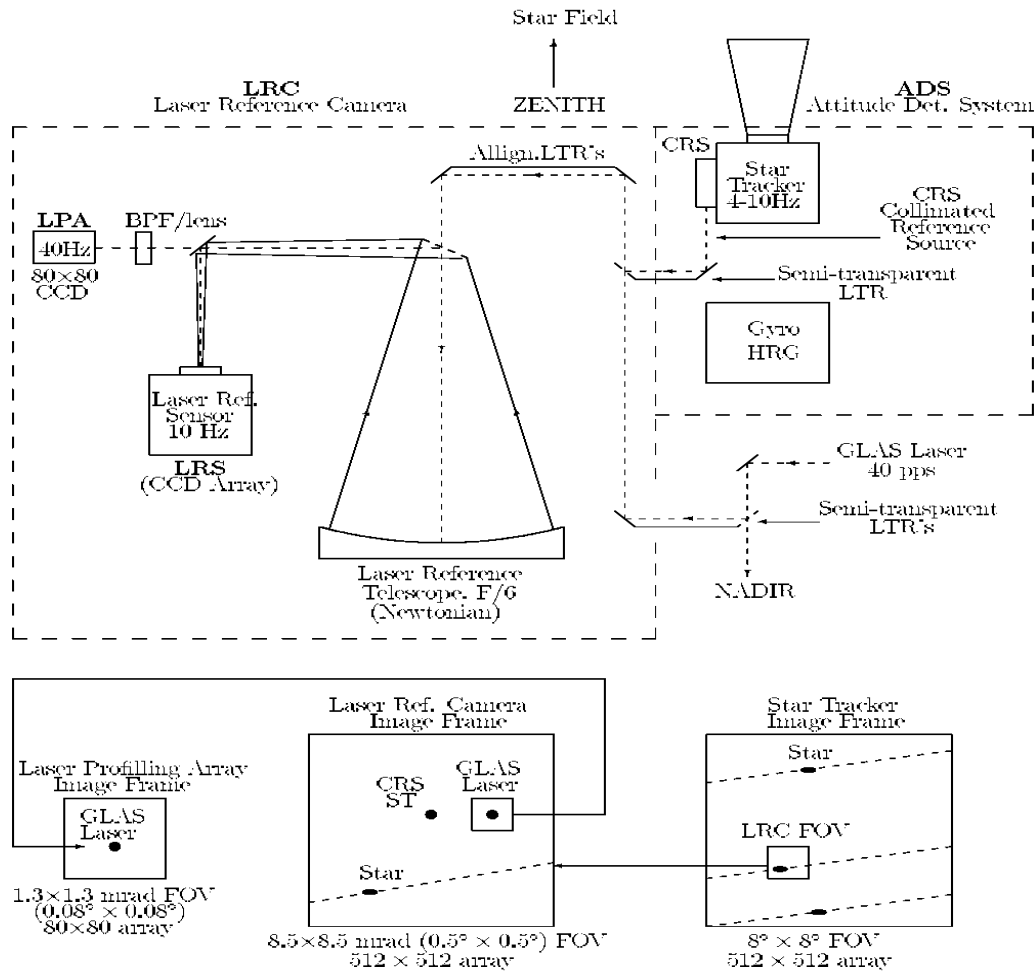 Star Field
ZENITH
LRC
Laser Reference Camera
ADS
Attitude Det. System
Allign.LTR's
CRS
Star
Tracker
4-10Hz
CRS
Collimated
Reference
Source
LPA
40Hz
80×80
CCD
BPF/lens
Semi-transparent
LTR
Gyro
HRG
Laser Ref.
Sensor
10 Hz
LRS
(CCD Array)
GLAS Laser
40 pps
Semi-transparent
LTR's
NADIR
Laser Reference
Telescope. F/6
(Newtonian)
Laser Profilling Array
Image Frame
GLAS
Laser
1.3×1.3 mrad FOV
(0.08° × 0.08°)
80×80 array
Laser Ref. Camera
Image Frame
CRS
ST
GLAS
Laser
Star
8.5×8.5 mrad (0.5° × 0.5°) FOV
512 × 512 array
Star Tracker
Image Frame
Star
LRC FOV
8° × 8° FOV
512 × 512 array